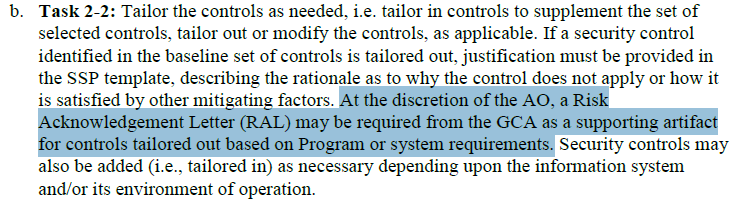 b. Task 2-2: Tailor the controls as needed, i.e. tailor in controls to supplement the set of
selected controls, tailor out or modify the controls, as applicable. If a security control
identified in the baseline set of controls is tailored out, justification must be provided in
the SSP template, describing the rationale as to why the control does not apply or how it
is satisfied by other mitigating factors. At the discretion of the AO, a Risk
Acknowledgement Letter (RAL) may be required from the GCA as a supporting artifact
for controls tailored out based on Program or system requirements. Security controls may
also be added (i.e., tailored in) as necessary depending upon the information system
and/or its environment of operation.